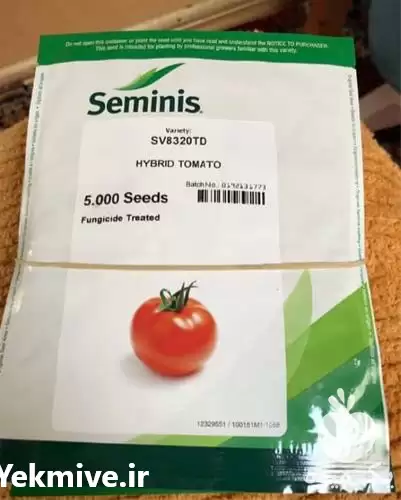 Do not open this container or plant the seed until you have read and understand the NOTICE TO PURCHASER.
This seed is intended for planting by professional growers familiar with this variety.
Seminis
Variety:
SV8320TD
HYBRID TOMATO
Batch No.:
5.000 Seeds
Fungicide Treated
Yekmive.ir